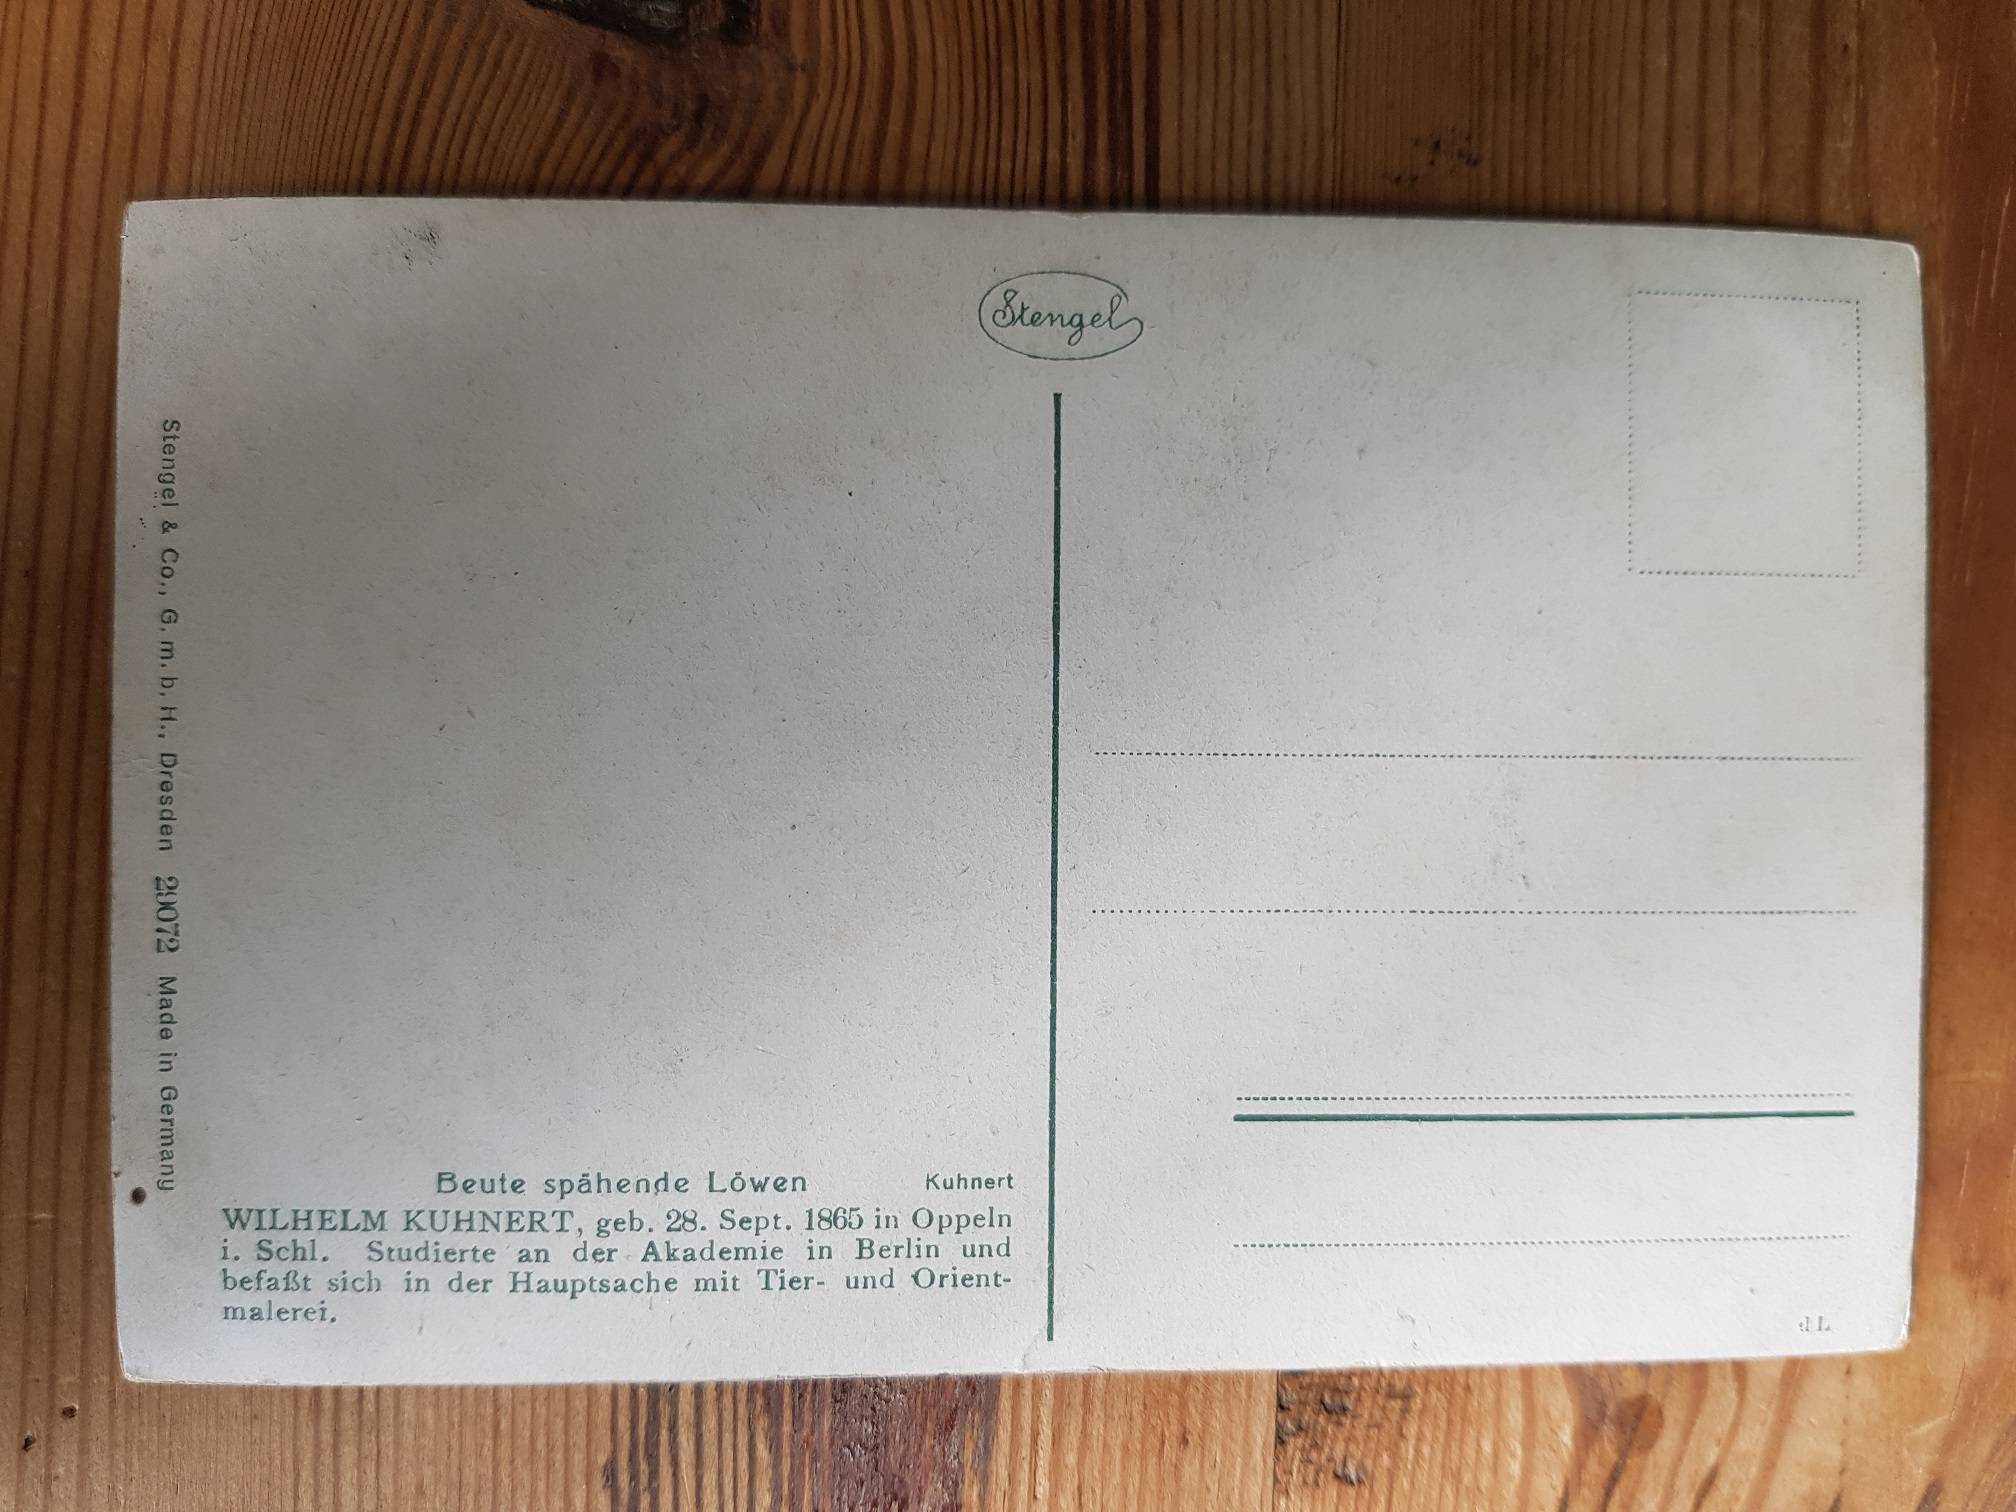 Stengel
Stengel & Co., G. m. b. H., Dresden 29072 Made in Germany
Beute spähende Löwen Kuhnert
WILHELM KUHNERT, geb. 28. Sept. 1865 in Oppeln
i. Schl. Studierte an der Akademie in Berlin und
befaßt sich in der Hauptsache mit Tier- und Orient-
malerei.